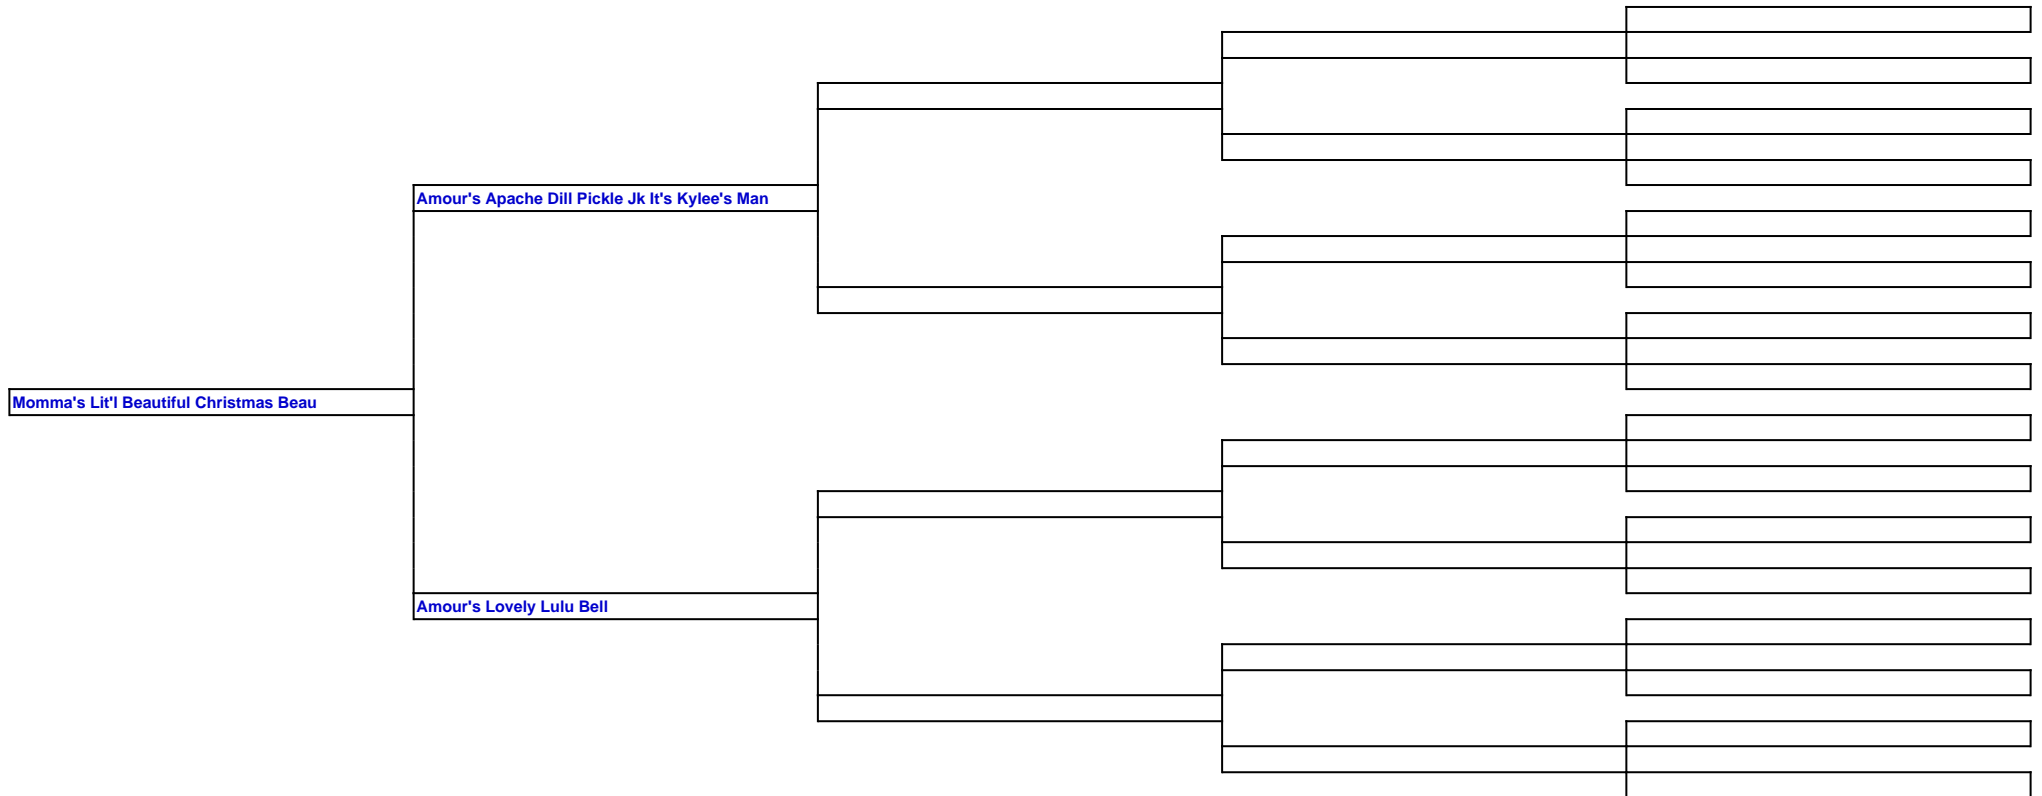 Amour's Apache Dill Pickle Jk It's Kylee's Man
Momma's Lit'l Beautiful Christmas Beau
Amour's Lovely Lulu Bell